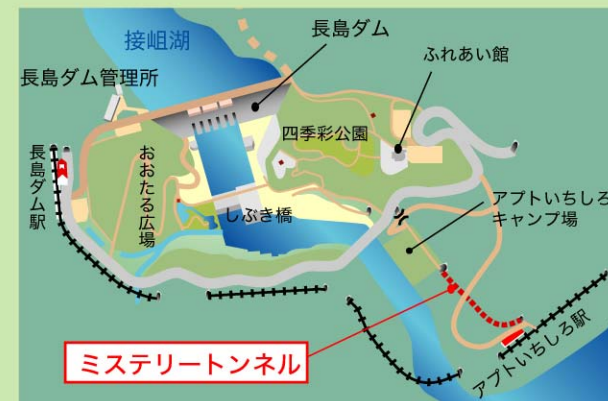 接岨湖
長島ダム
ふれあい館
長島ダム管理所
四季彩公園
長島ダム駅
おおたる広場
しぶき橋
アプトいちしろ
キャンプ場
ミステリートンネル
アプトいちしろ駅